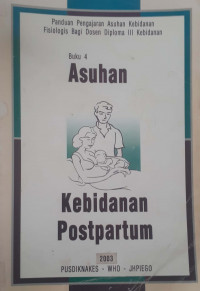 Panduan Pengajaran Asuhan Kebidanan
Fisiologis Bagi Dosen Diploma III Kebidanan
Buku 4
Asuhan
Kebidanan
Postpartum
2003
PUSDIKNAKES - WHO - JHPIEGO